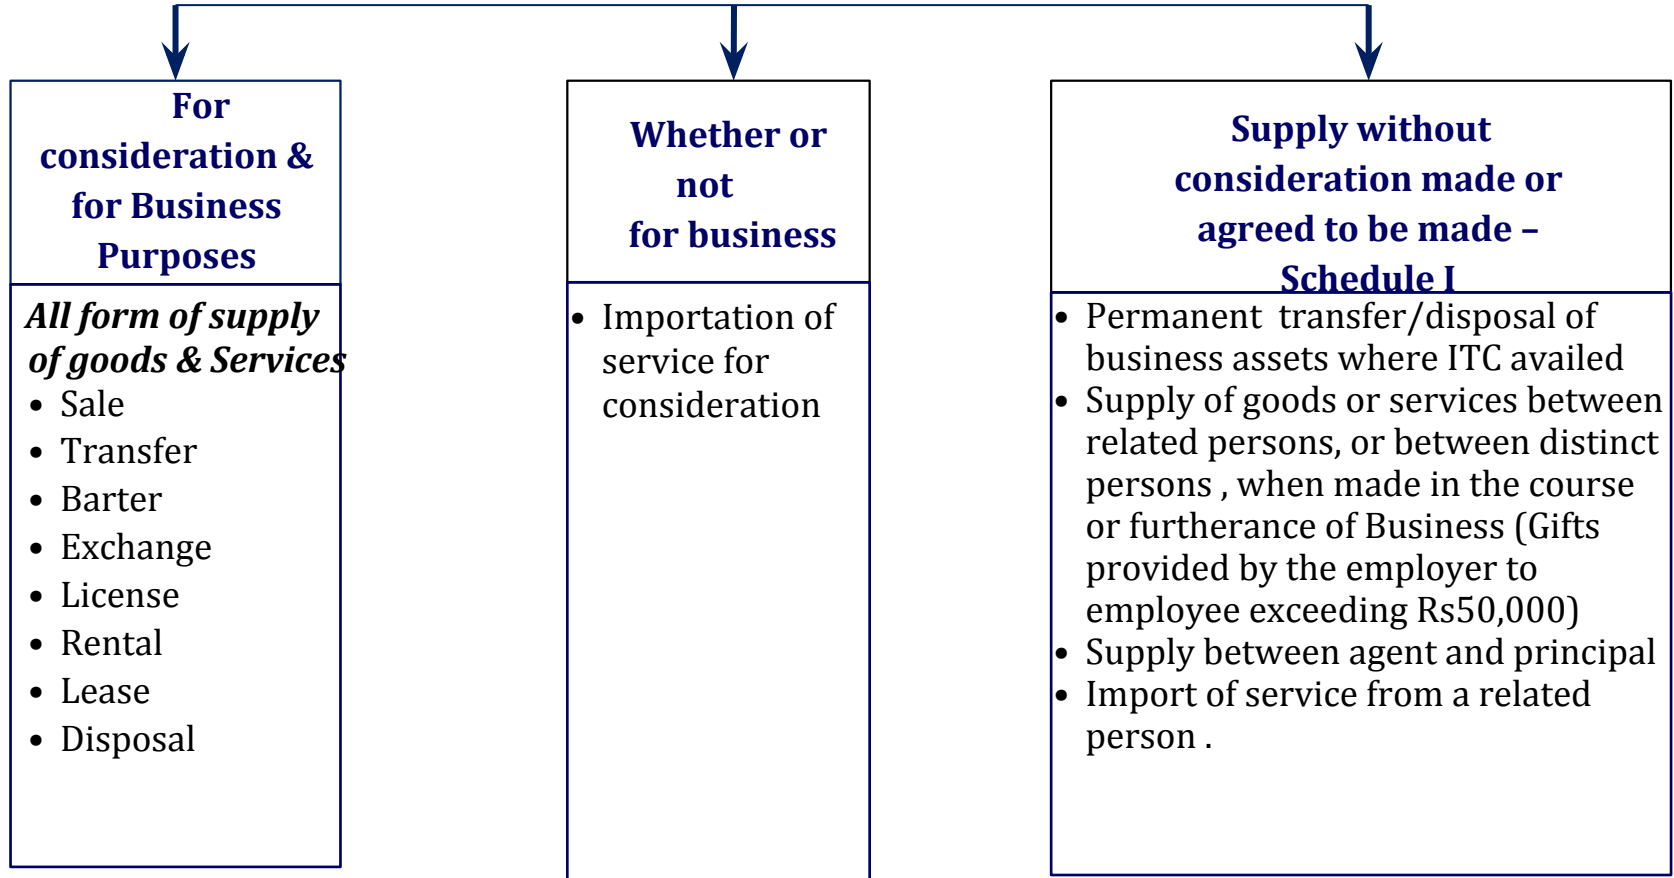 For
consideration &
for Business
Purposes
All form of supply
of goods & Services
• Sale
• Transfer
• Barter
• Exchange
• License
• Rental
• Lease
• Disposal
Whether or
not
for business
• Importation of
service for
consideration
Supply without
consideration made or
agreed to be made –
Schedule I
• Permanent transfer/disposal of
business assets where ITC availed
• Supply of goods or services between
related persons, or between distinct
persons , when made in the course
or furtherance of Business (Gifts
provided by the employer to
employee exceeding Rs50,000)
• Supply between agent and principal
• Import of service from a related
person .